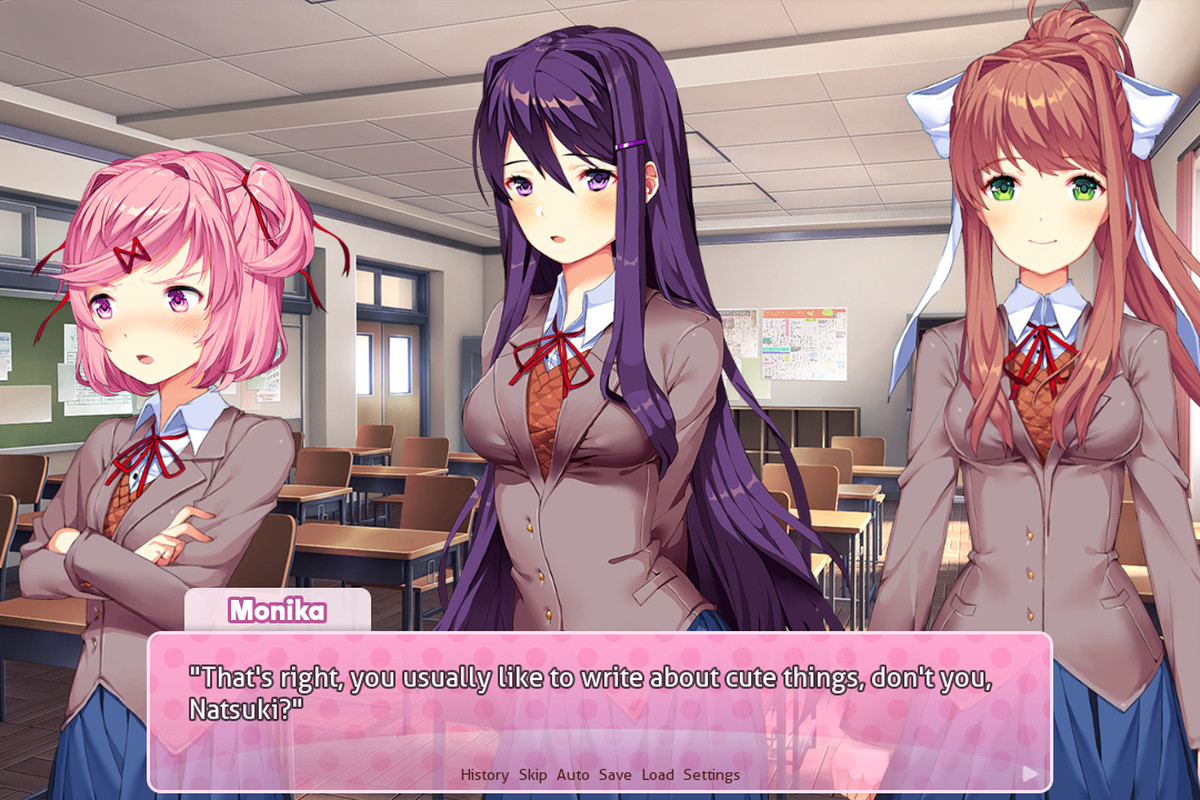 Monika
"That's right, you usually like to write about cute things, don't you,
Natsuki?"
History Skip Auto Save Load Settings